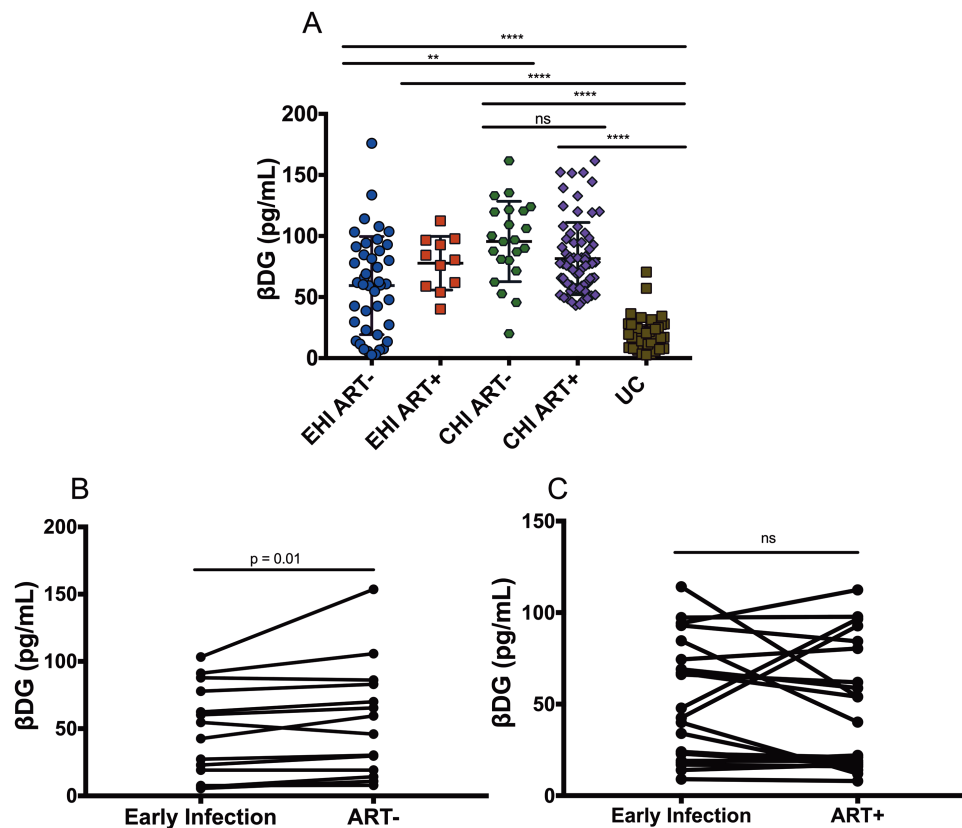 A
****
**
****
****
ns
****
βDG (pg/mL)
200
150
100
50
0
EHI ART-
EHI ART+
CHI ART-
CHI ART+
UC
B
βDG (pg/mL)
200
150
100
50
0
p = 0.01
Early Infection
ART-
C
βDG (pg/mL)
150
100
50
0
ns
Early Infection
ART+